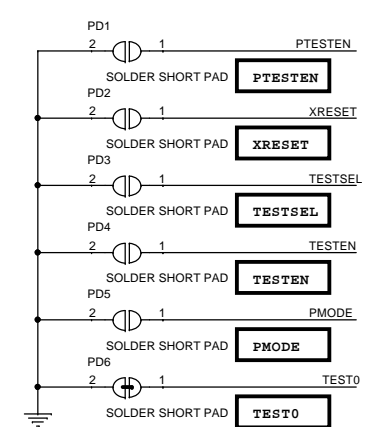 PD1
2 1 PTESTEN
SOLDER SHORT PAD PTESTEN
PD2
2 1 XRESET
SOLDER SHORT PAD XRESET
PD3
2 1 TESTSEL
SOLDER SHORT PAD TESTSEL
PD4
2 1 TESTEN
SOLDER SHORT PAD TESTEN
PD5
2 1 PMODE
SOLDER SHORT PAD PMODE
PD6
2 1 TEST0
SOLDER SHORT PAD TEST0